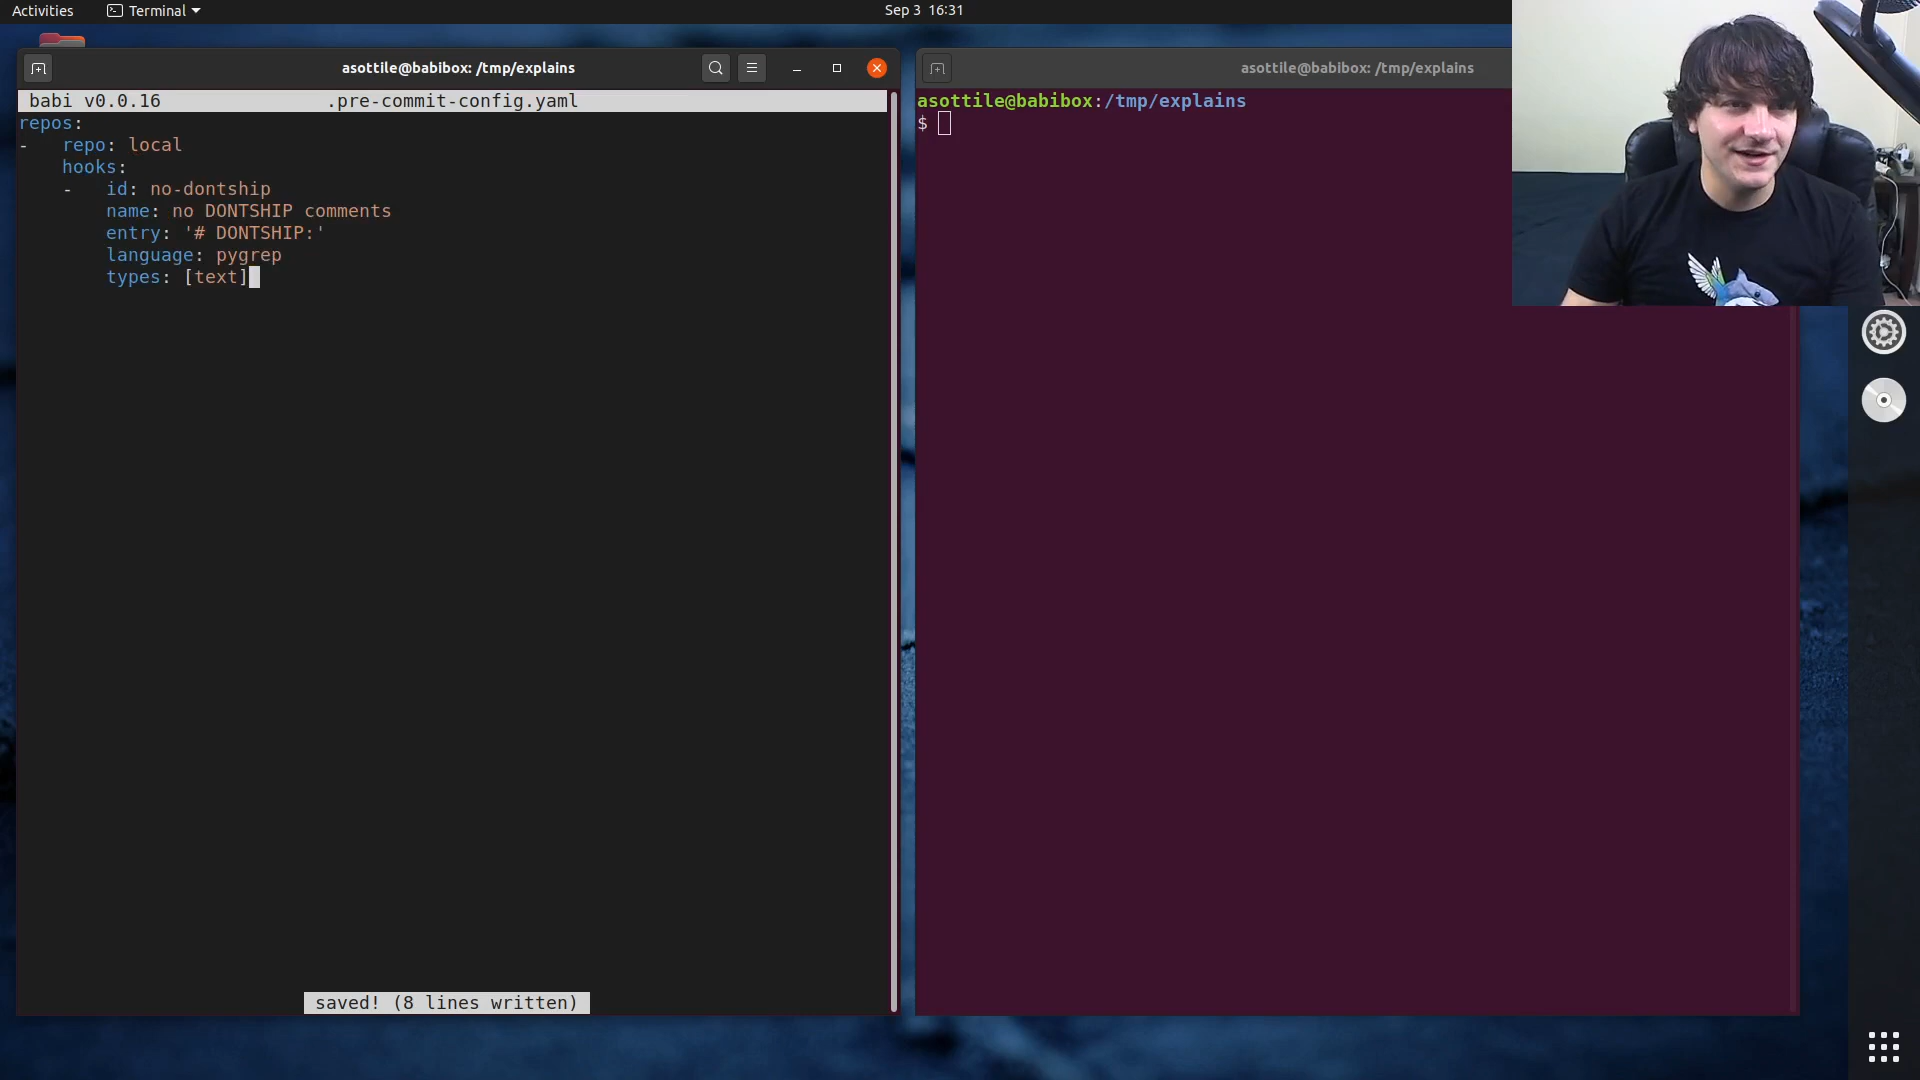 Activities
Terminal
Sep 3 16:31
asottile@babibox: /tmp/explains
babi v0.0.16 .pre-commit-config.yaml
repos:
- repo: local
hooks:
- id: no-dontship
name: no DONTSHIP comments
entry: '# DONTSHIP:'
language: pygrep
types: [text]
saved! (8 lines written)
asottile@babibox: /tmp/explains
asottile@babibox:/tmp/explains
$